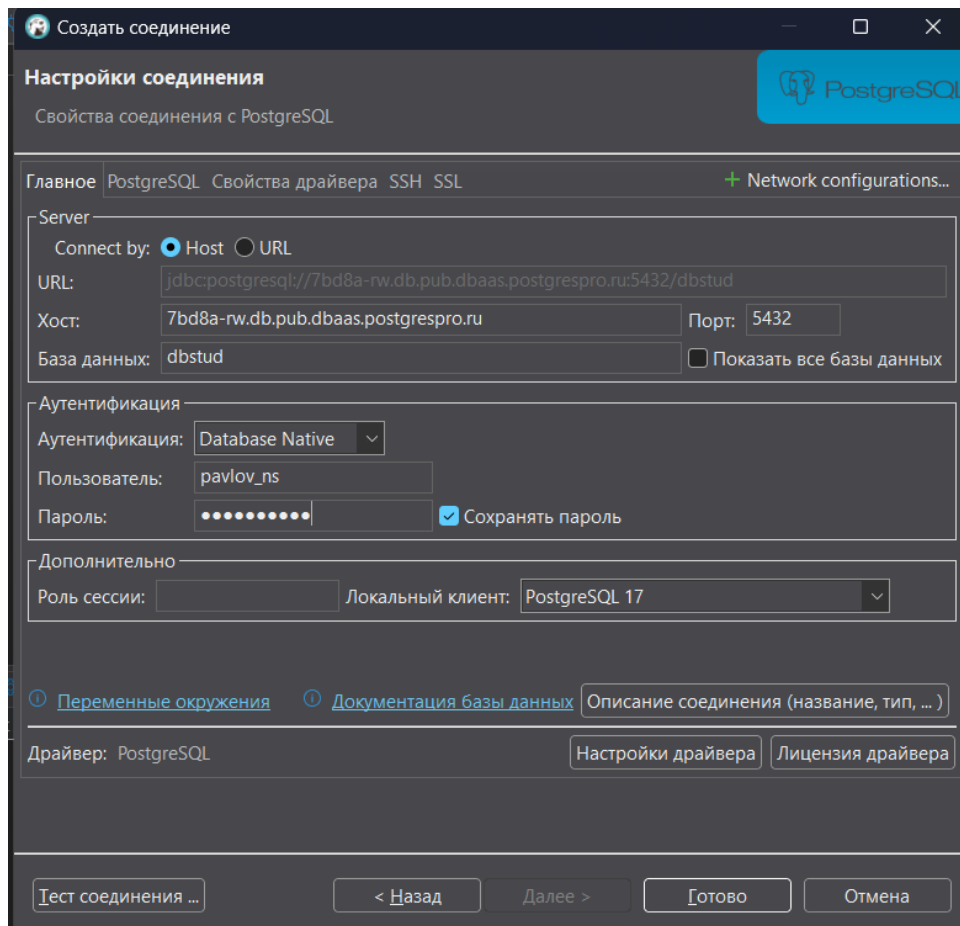 Создать соединение
Настройки соединения
Свойства соединения с PostgreSQL
PostgreSQL
Главное PostgreSQL Свойства драйвера SSH SSL + Network configurations...
Server
Connect by: Host URL
URL: jdbc:postgresql://7bd8a-rw.db.pub.dbaas.postgrespro.ru:5432/dbstud
Хост: 7bd8a-rw.db.pub.dbaas.postgrespro.ru Порт: 5432
База данных: dbstud Показать все базы данных
Аутентификация
Аутентификация: Database Native
Пользователь: pavlov_ns
Пароль: •••••••••• Сохранять пароль
Дополнительно
Роль сессии: Локальный клиент: PostgreSQL 17
Переменные окружения Документация базы данных Описание соединения (название, тип, ... )
Драйвер: PostgreSQL Настройки драйвера Лицензия драйвера
Тест соединения ... < Назад Далее > Готово Отмена